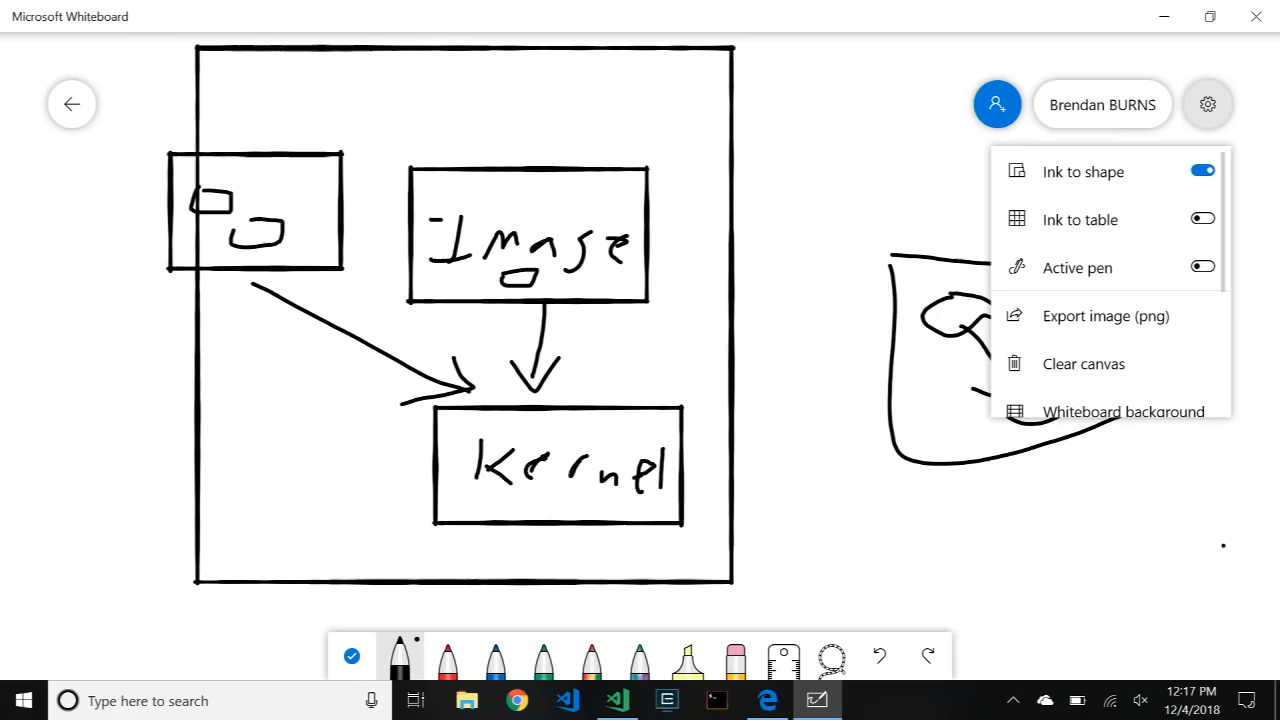 Microsoft Whiteboard
Brendan BURNS
Ink to shape
Ink to table
Active pen
Export image (png)
Clear canvas
Whiteboard background
Image
Kernel
Type here to search
12:17 PM
12/4/2018